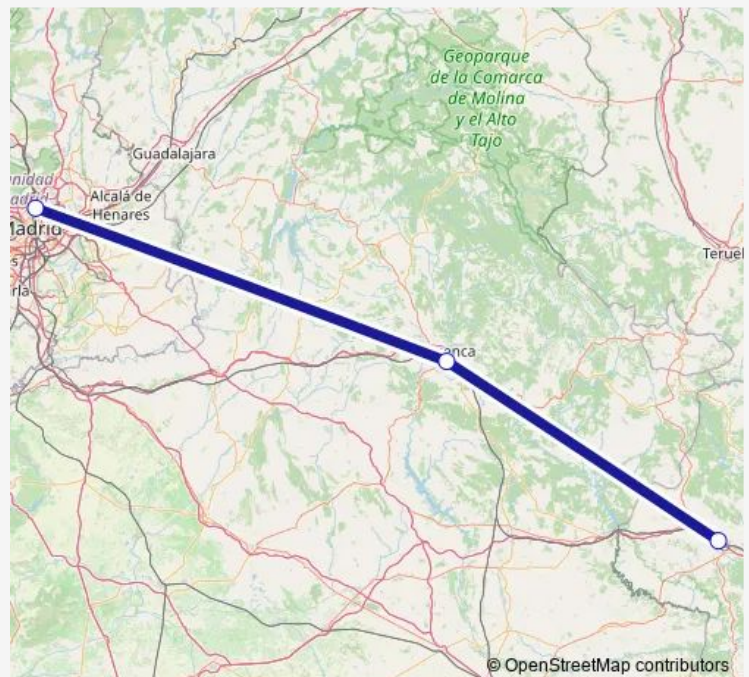 Geoparque
de la Comarca
de Molina
y el Alto
Tajo
Guadalajara
Alcalá de
Henares
Madrid
Teruel
© OpenStreetMap contributors